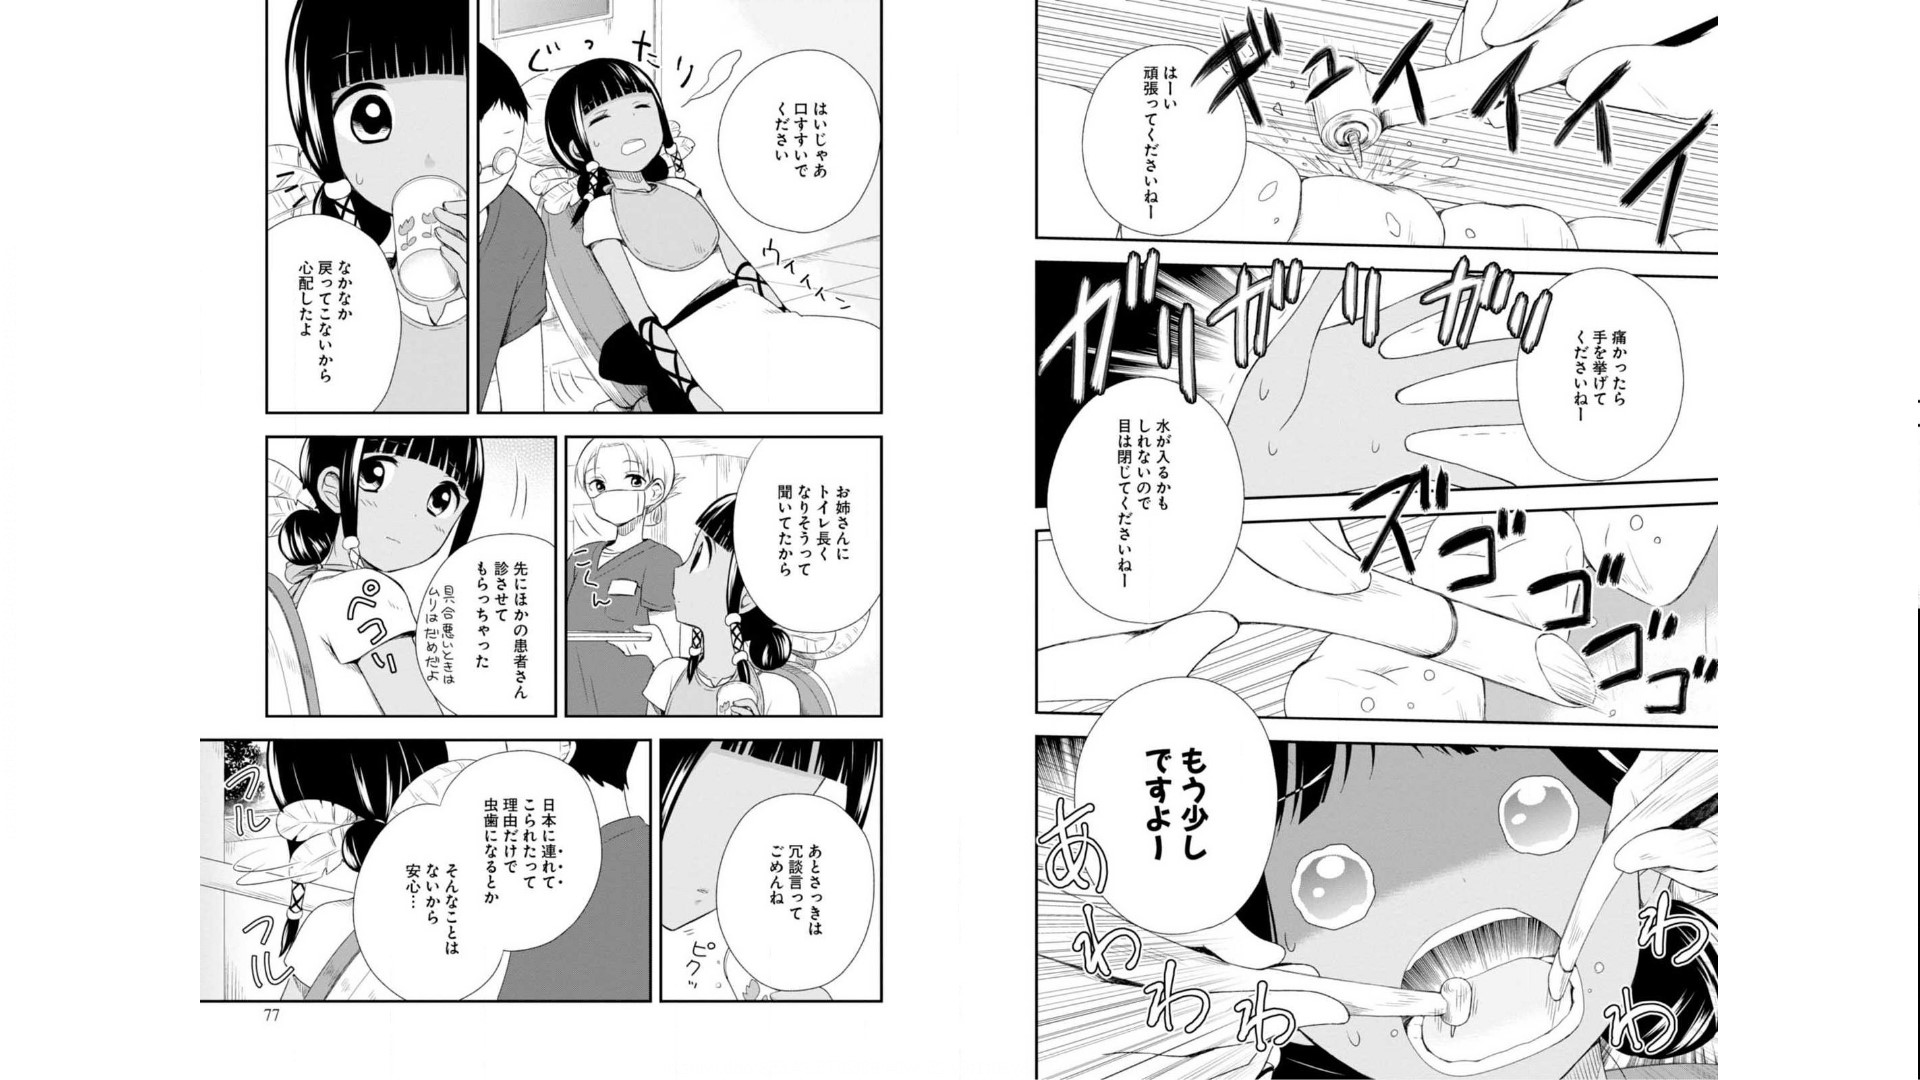 はーい
頑張ってくださいねー
ギュイイイイイ
痛かったら
手を挙げて
くださいねー
ガリガリガリガリ
水が入るかも
しれないので
目は閉じてくださいねー
ズゴゴゴゴ
もう少し
ですよー
あわわわわわわ
はいじゃあ
口すすいで
ください
ぐったり
ウィィィン
なかなか
戻ってこないから
心配したよ
お姉さんに
トイレ長く
なりそうって
聞いてたから
こくん
先にほかの患者さん
診させて
もらっちゃった
具合悪いときは
ムリはだめだよ
ペコリ
あとさっきは
冗談言って
ごめんね
ピクッ
日本に連れて
こられたって
理由だけで
虫歯になるとか
そんなことは
ないから
安心…
フル
フル
77